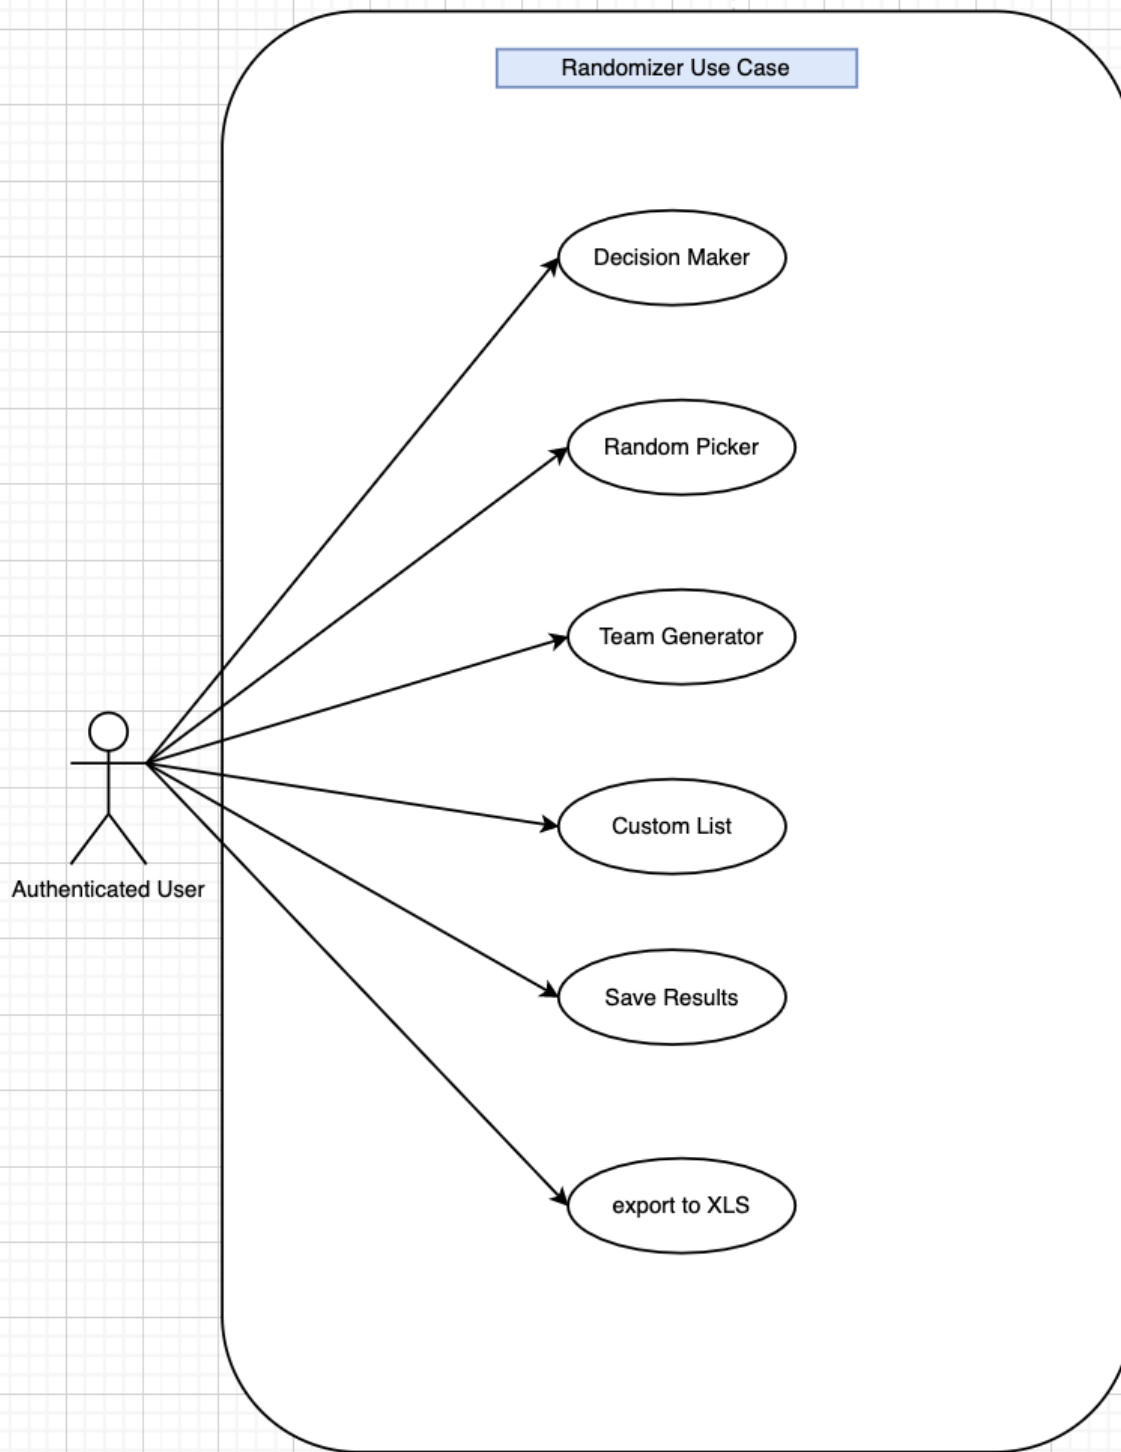 Randomizer Use Case
Decision Maker
Random Picker
Team Generator
Custom List
Authenticated User
Save Results
export to XLS